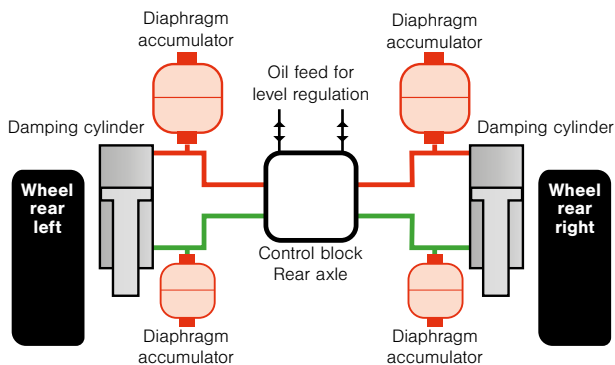 Diaphragm
accumulator
Diaphragm
accumulator
Oil feed for
level regulation
Damping cylinder
Damping cylinder
Wheel
rear
left
Wheel
rear
right
Control block
Rear axle
Diaphragm
accumulator
Diaphragm
accumulator